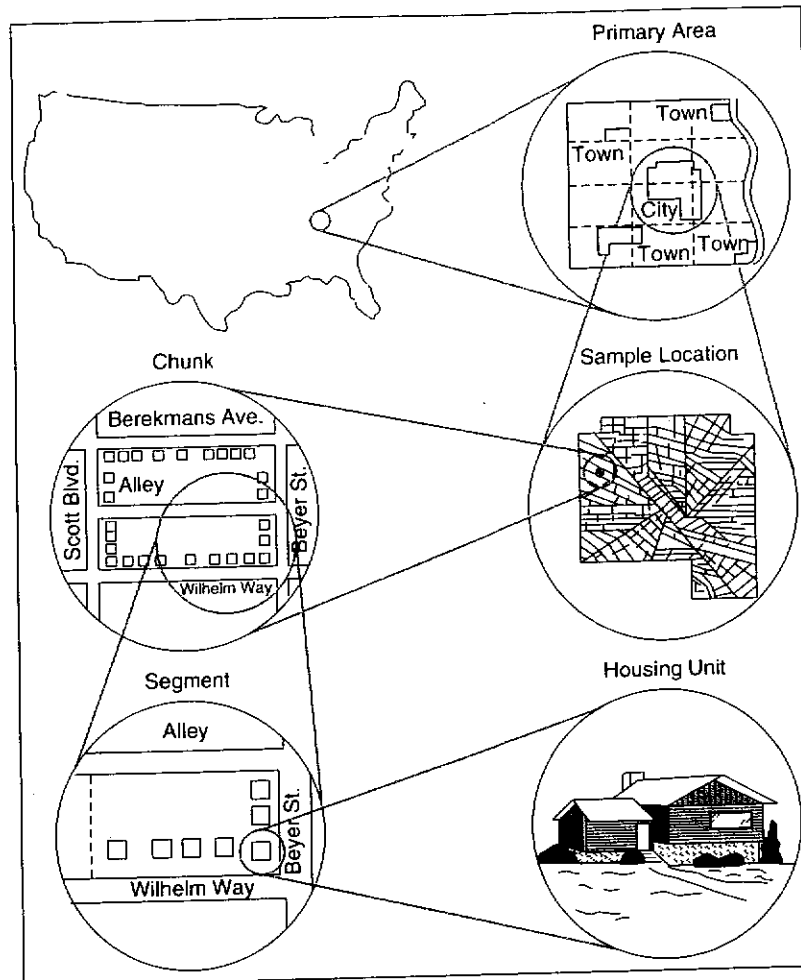 Primary Area
Town
Town
City
Town
Town
Chunk
Sample Location
Berekmans Ave.
Scott Blvd.
Alley
Beyer St.
Wilhelm Way
Segment
Housing Unit
Alley
Beyer St.
Wilhelm Way